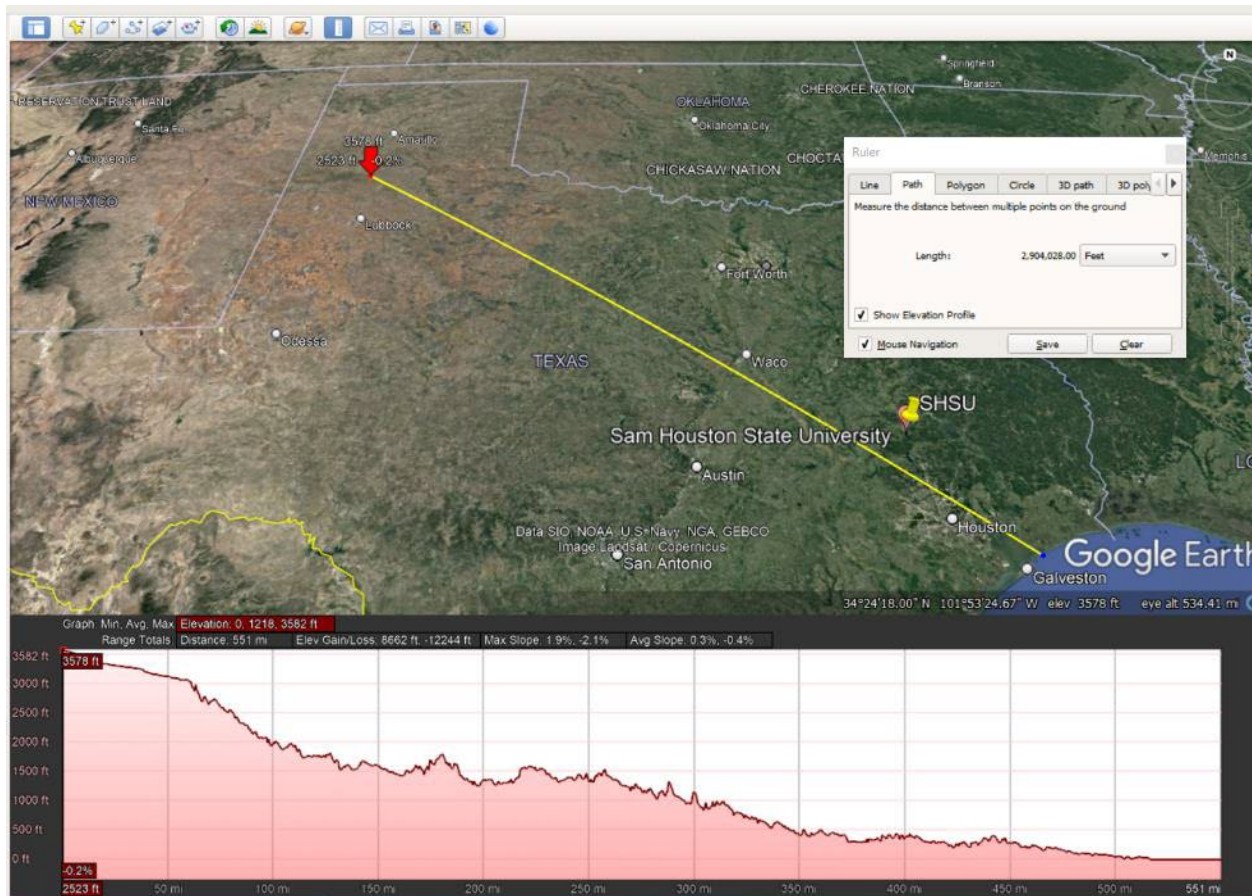 RESERVATION TRUST LAND
Santa Fe
Albuquerque
NEW MEXICO
3578 ft
Amarillo
2523 ft -0.2%
Lubbock
Odessa
OKLAHOMA
Oklahoma City
CHICKASAW NATION
CHEROKEE NATION
Springfield
Branson
N
CHOCTA
Memphis
Fort Worth
TEXAS
Waco
SHSU
Sam Houston State University
Austin
Houston
San Antonio
Galveston
LO
Data SIO, NOAA, U.S. Navy, NGA, GEBCO
Image Landsat / Copernicus
Google Earth
34°24'18.00" N 101°53'24.67" W elev 3578 ft eye alt 534.41 mi
Ruler
Line Path Polygon Circle 3D path 3D poly
Measure the distance between multiple points on the ground
Length: 2,904,028.00 Feet
Show Elevation Profile
Mouse Navigation Save Clear
Graph: Min, Avg, Max Elevation: 0, 1218, 3582 ft
Range Totals: Distance: 551 mi Elev Gain/Loss: 8662 ft, -12244 ft Max Slope: 1.9%, -2.1% Avg Slope: 0.3%, -0.4%
3582 ft
3578 ft
3000 ft
2500 ft
2000 ft
1500 ft
1000 ft
500 ft
0 ft
-0.2%
2523 ft 50 mi 100 mi 150 mi 200 mi 250 mi 300 mi 350 mi 400 mi 450 mi 500 mi 551 mi